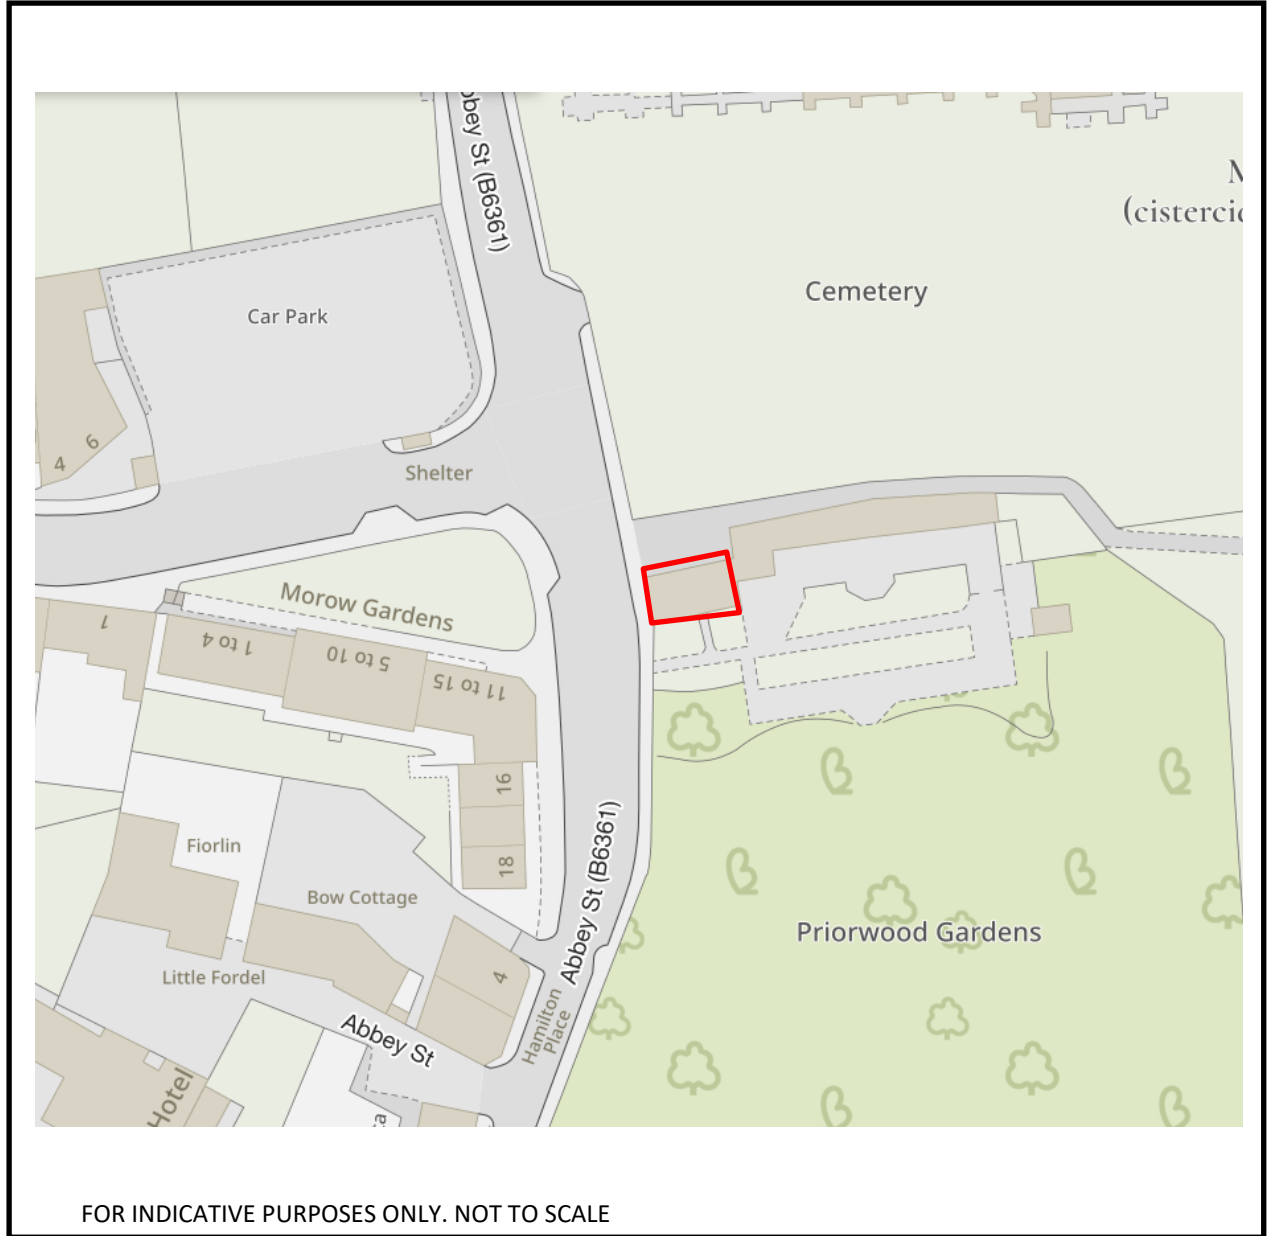 bbey St (B6361)
M
(cistercia
Cemetery
Car Park
6
4
Shelter
Morow Gardens
1
1 to 4
5 to 10
11 to 15
16
18
Abbey St (B6361)
Fiorlin
Bow Cottage
Priorwood Gardens
Little Fordel
4
Hamilton
Place
Abbey St
Hotel
FOR INDICATIVE PURPOSES ONLY. NOT TO SCALE